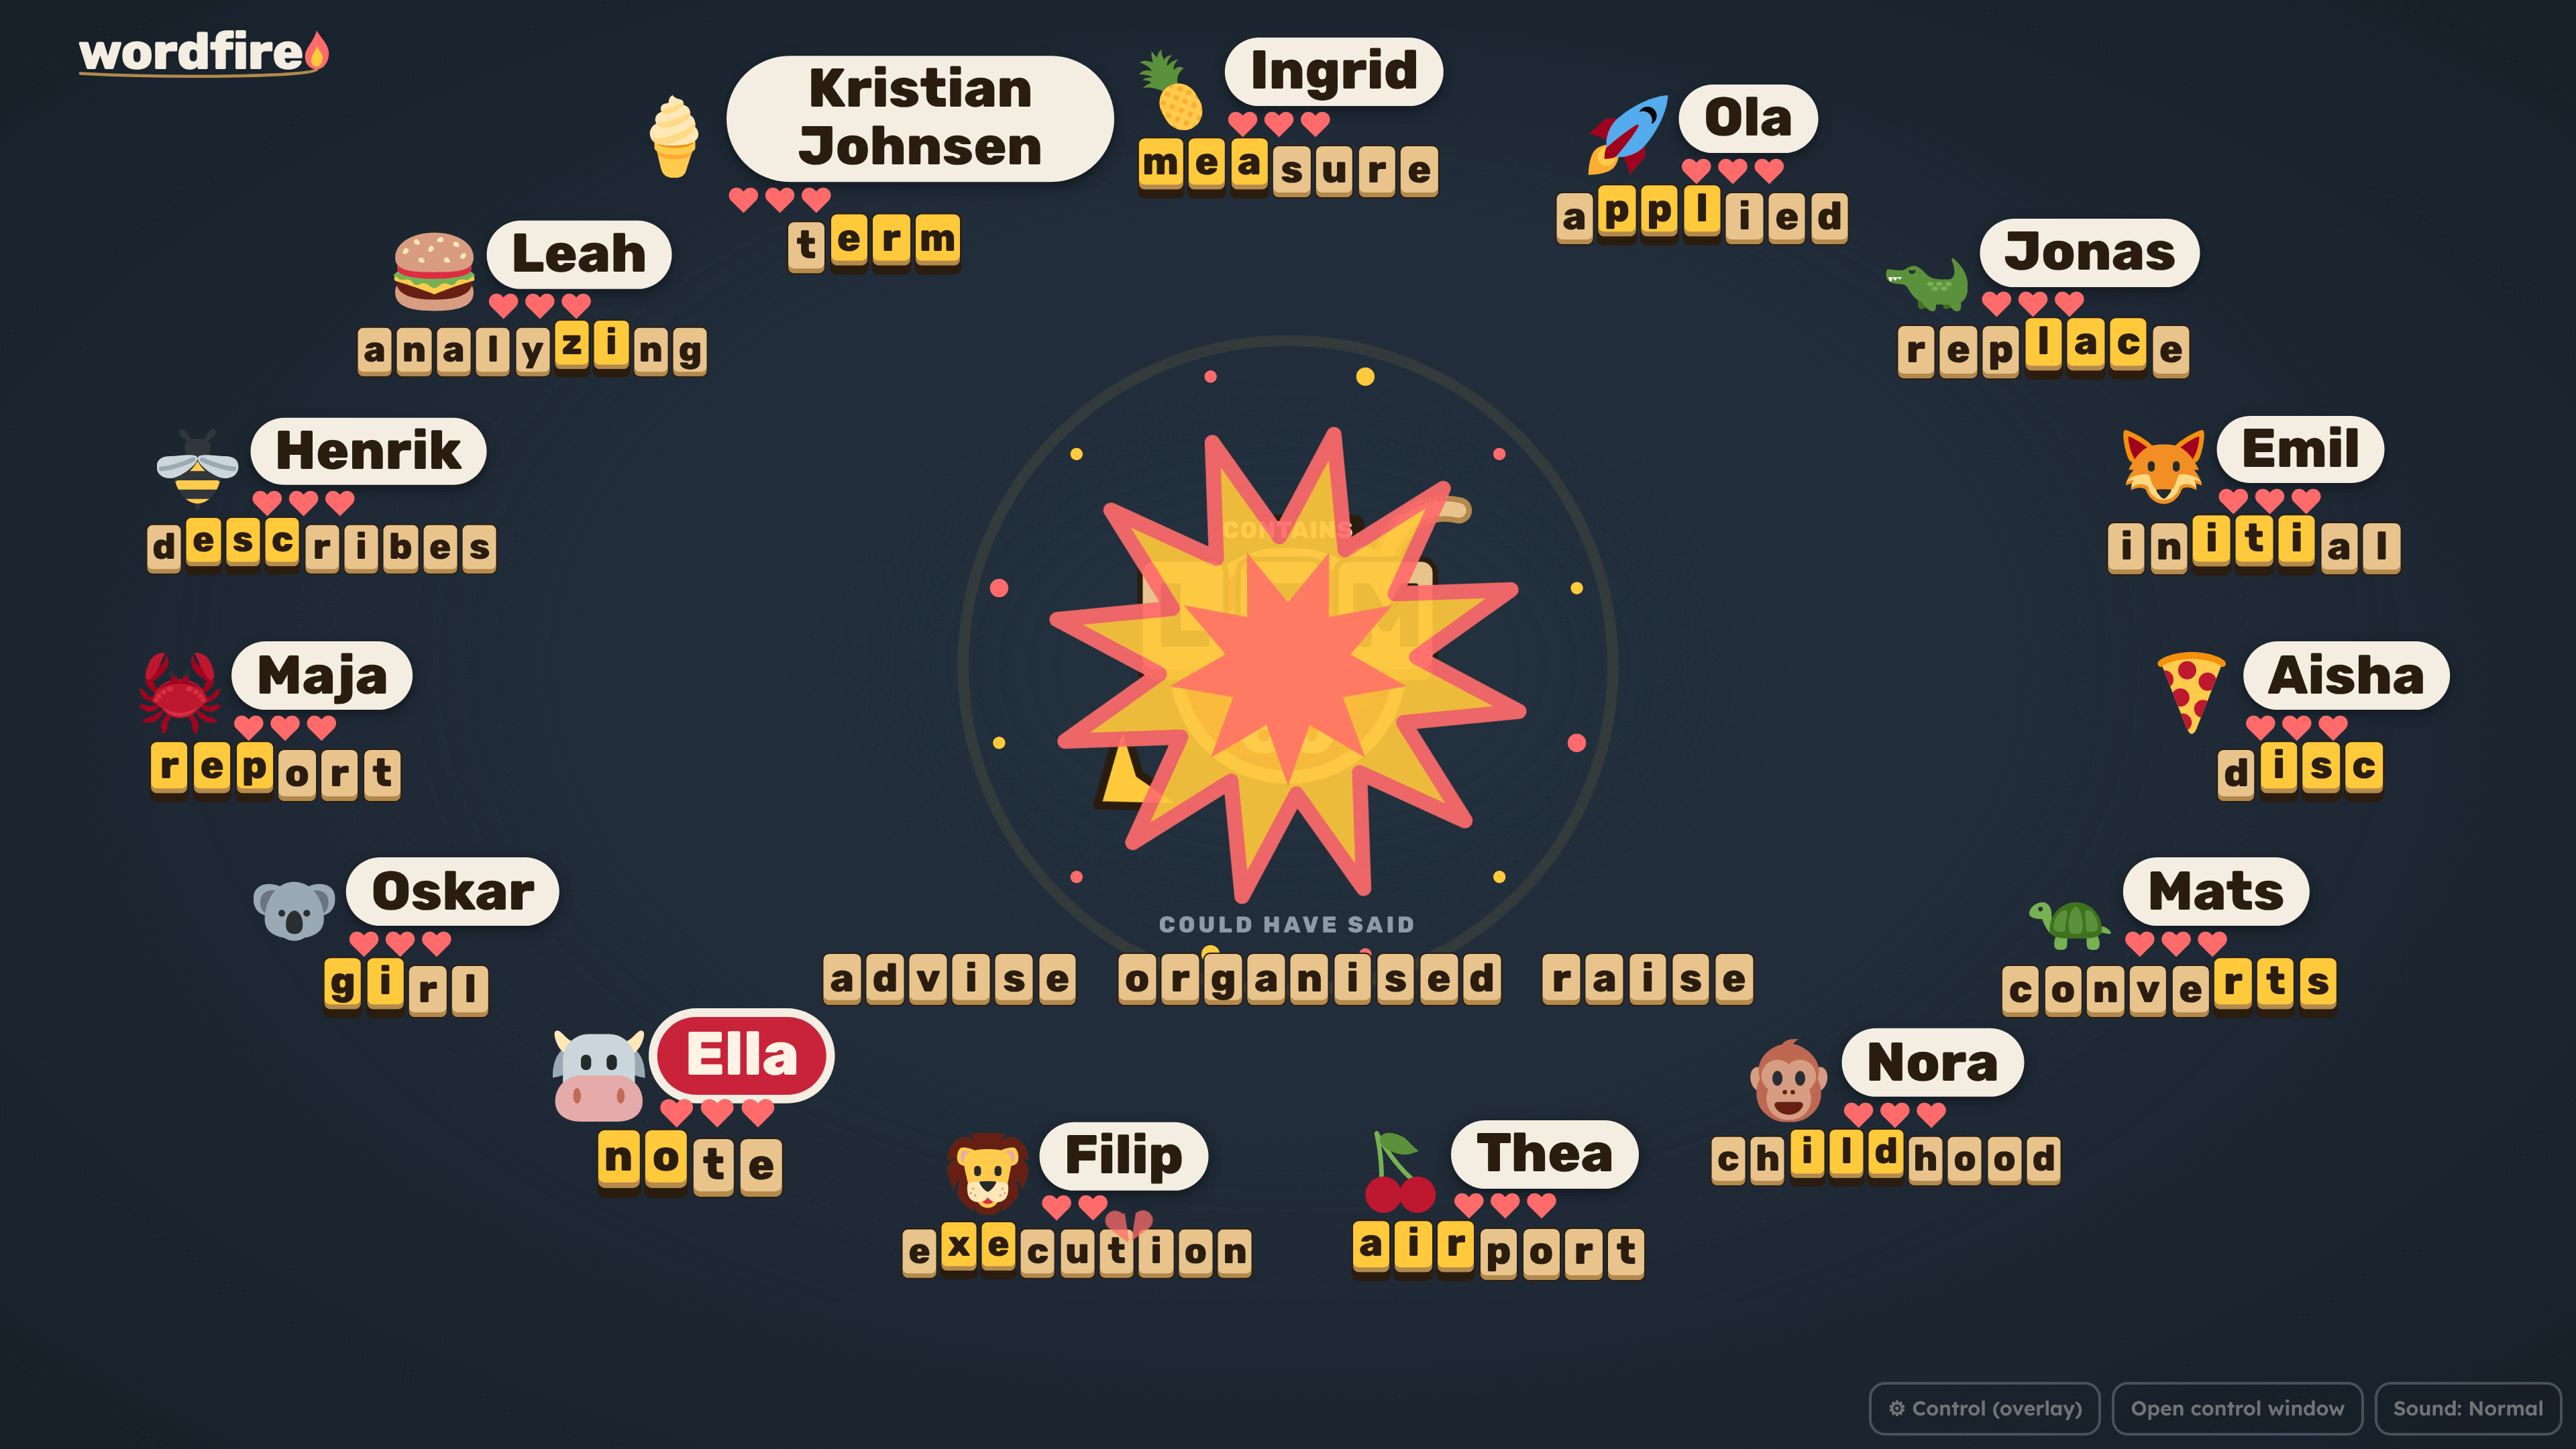 wordfire
Kristian
Johnsen
term
Ingrid
measure
Ola
applied
Leah
analyzing
Jonas
replace
Henrik
describes
Emil
initial
CONTAINS
Maja
report
Aisha
disc
Oskar
girl
Mats
converts
COULD HAVE SAID
advise organised raise
Ella
note
Nora
childhood
Filip
execution
Thea
airport
⚙ Control (overlay)
Open control window
Sound: Normal